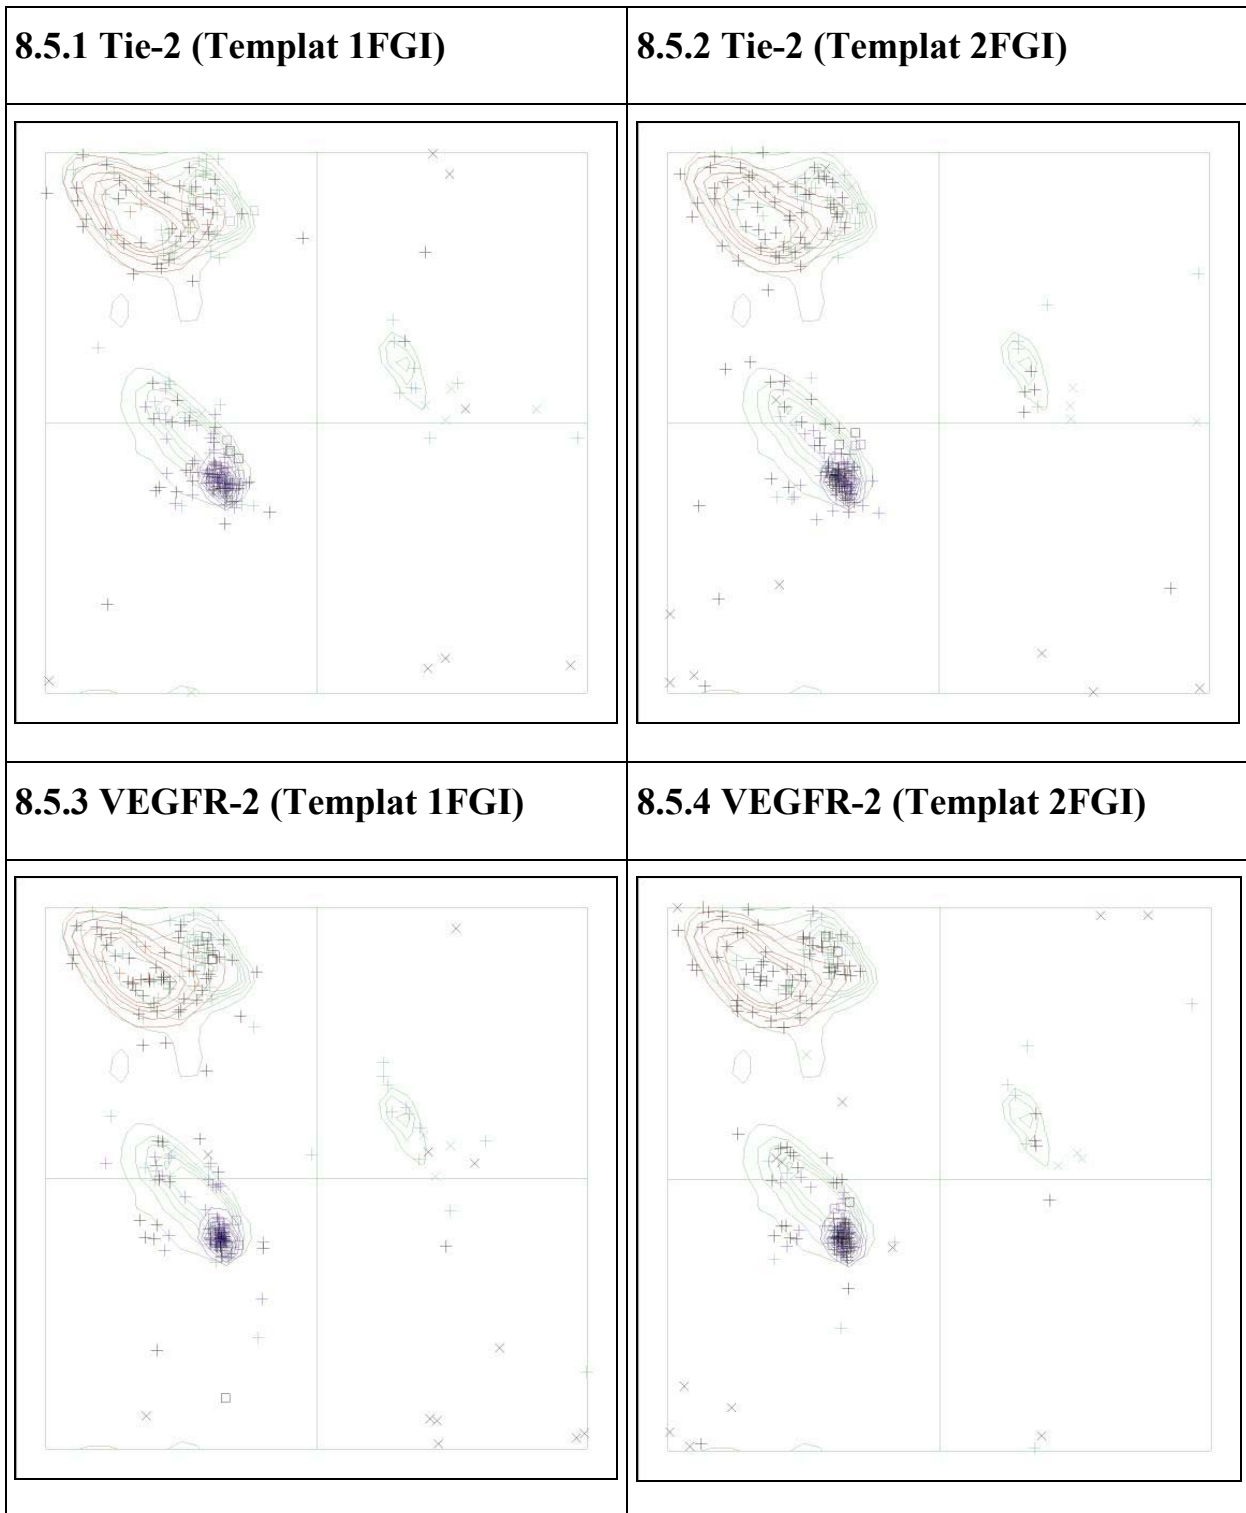 8.5.1 Tie-2 (Templat 1FGI)
8.5.2 Tie-2 (Templat 2FGI)
8.5.3 VEGFR-2 (Templat 1FGI)
8.5.4 VEGFR-2 (Templat 2FGI)